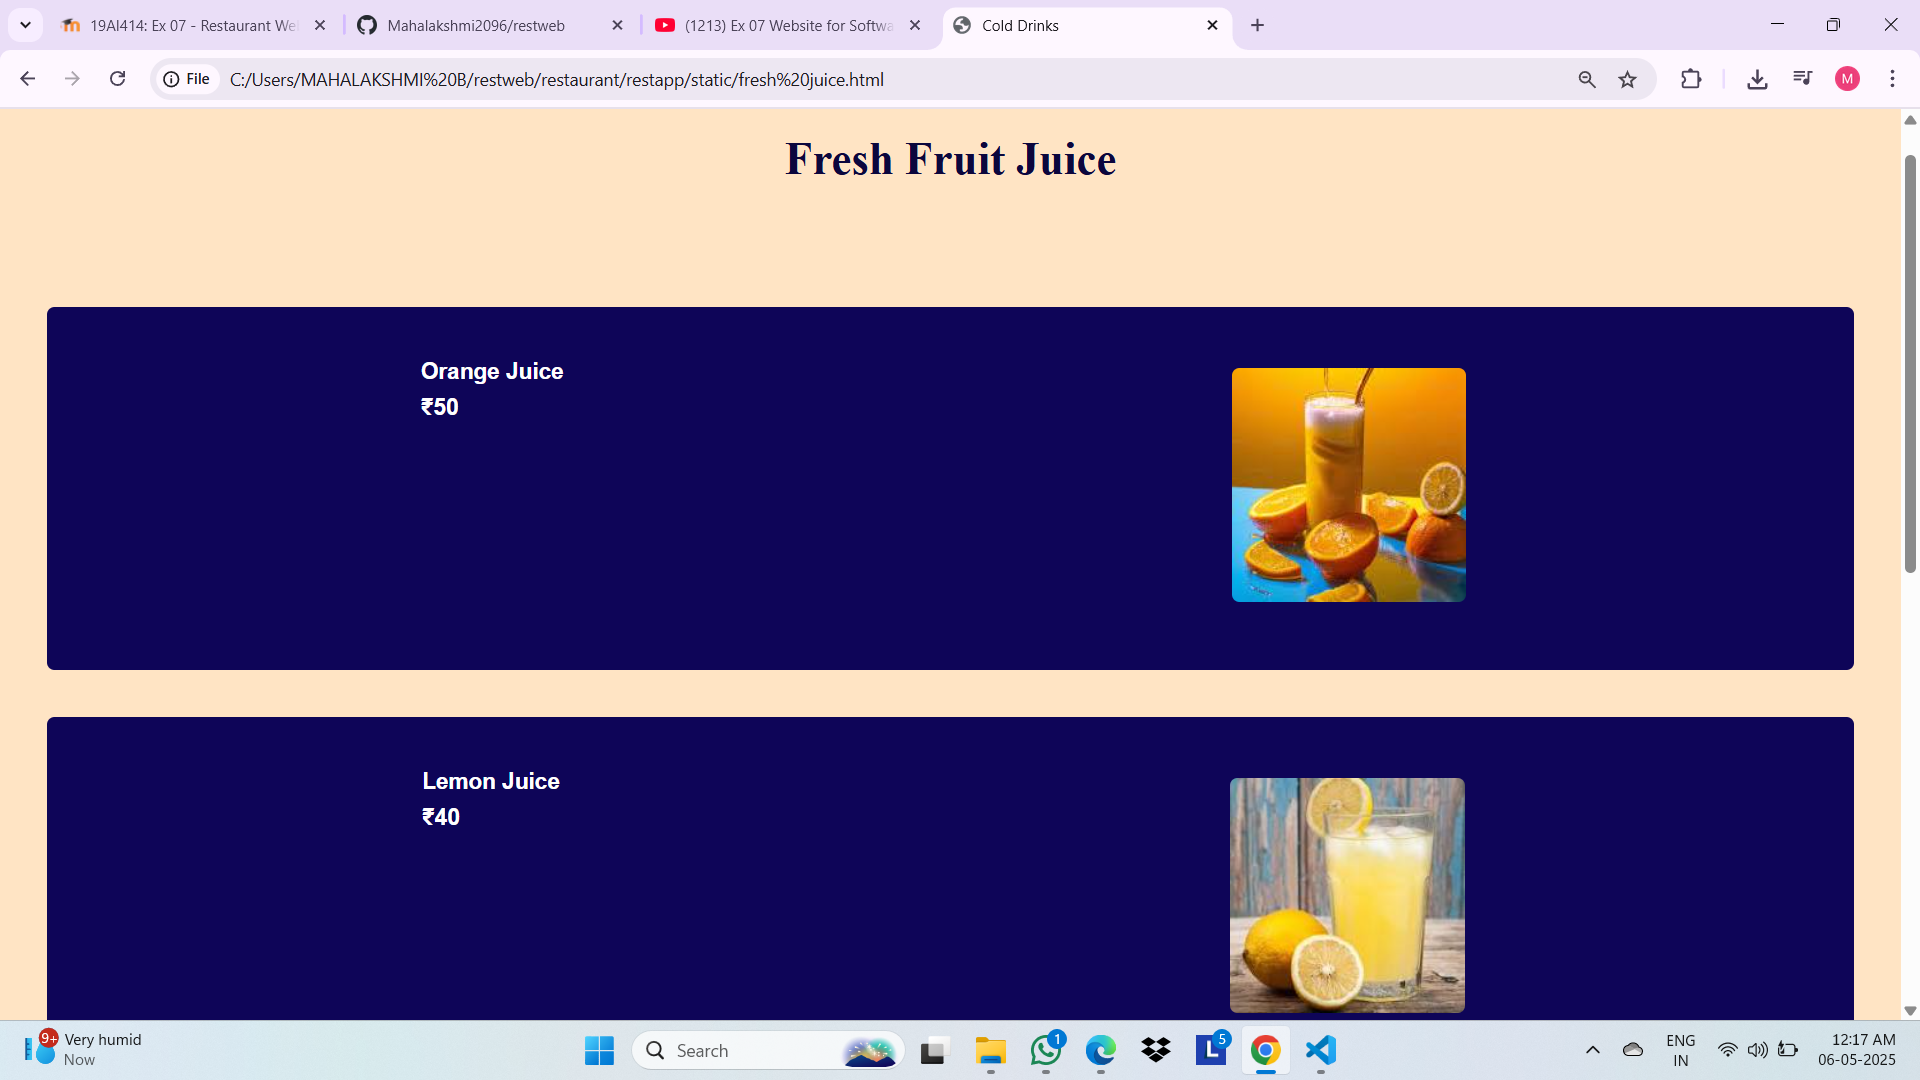 19AI414: Ex 07 - Restaurant We
Mahalakshmi2096/restweb
(1213) Ex 07 Website for Softwa
Cold Drinks
File
C:/Users/MAHALAKSHMI%20B/restweb/restaurant/restapp/static/fresh%20juice.html
M
Fresh Fruit Juice
Orange Juice
₹50
Lemon Juice
₹40
9+
Very humid
Now
Search
1
L
5
ENG
IN
12:17 AM
06-05-2025